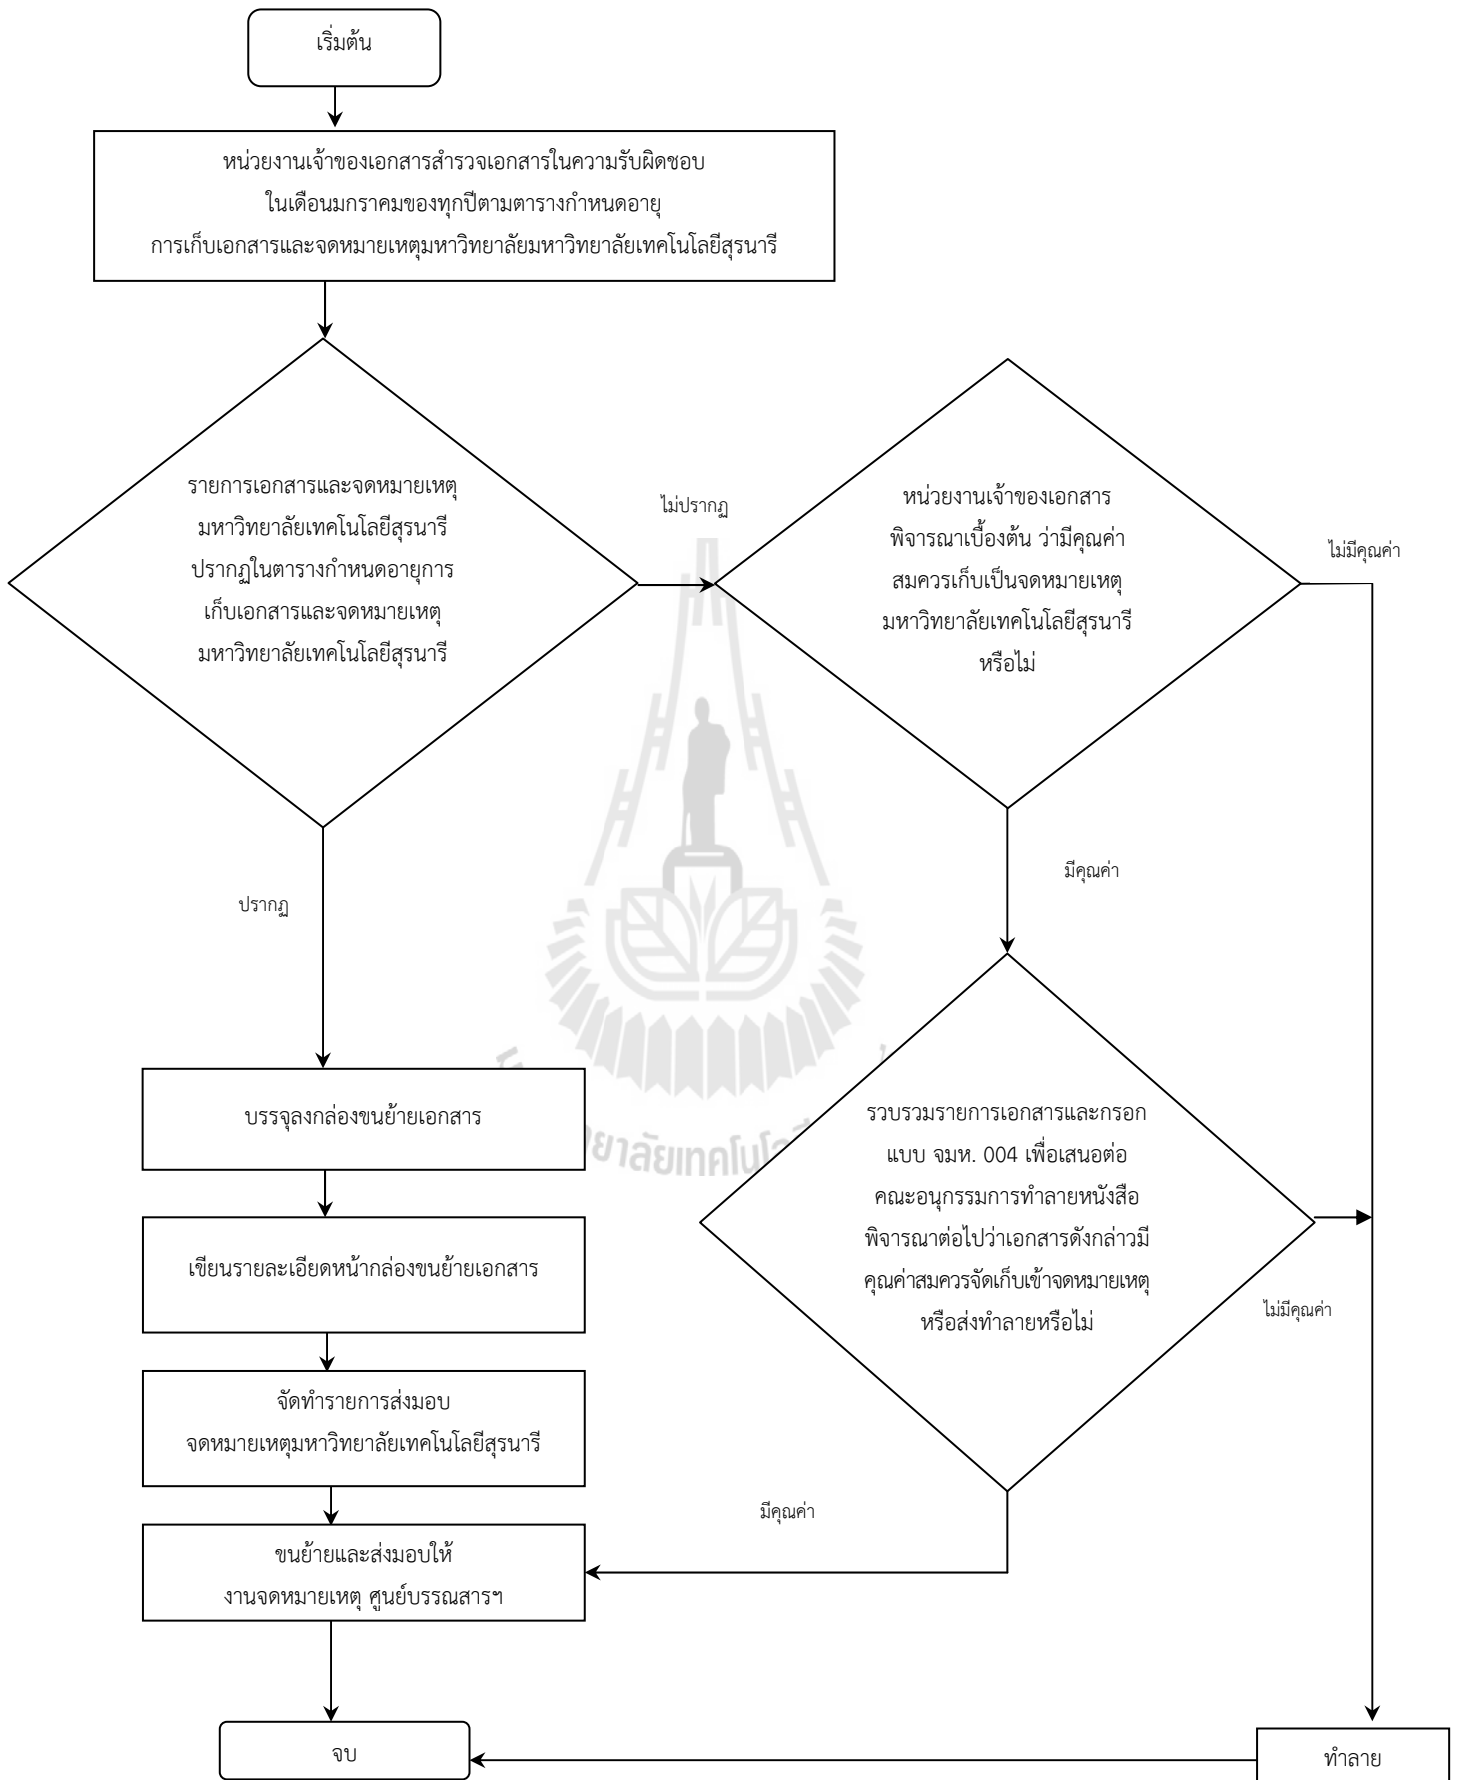 เริ่มต้น
หน่วยงานเจ้าของเอกสารสำรวจเอกสารในความรับผิดชอบ
ในเดือนมกราคมของทุกปีตามตารางกำหนดอายุ
การเก็บเอกสารและจดหมายเหตุมหาวิทยาลัยมหาวิทยาลัยเทคโนโลยีสุรนารี
รายการเอกสารและจดหมายเหตุ
มหาวิทยาลัยเทคโนโลยีสุรนารี
ปรากฏในตารางกำหนดอายุการ
เก็บเอกสารและจดหมายเหตุ
มหาวิทยาลัยเทคโนโลยีสุรนารี
ไม่ปรากฏ
หน่วยงานเจ้าของเอกสาร
พิจารณาเบื้องต้น ว่ามีคุณค่า
สมควรเก็บเป็นจดหมายเหตุ
มหาวิทยาลัยเทคโนโลยีสุรนารี
หรือไม่
ไม่มีคุณค่า
มีคุณค่า
ปรากฏ
บรรจุลงกล่องขนย้ายเอกสาร
รวบรวมรายการเอกสารและกรอก
แบบ จมห. 004 เพื่อเสนอต่อ
คณะอนุกรรมการทำลายหนังสือ
พิจารณาต่อไปว่าเอกสารดังกล่าวมี
คุณค่าสมควรจัดเก็บเข้าจดหมายเหตุ
หรือส่งทำลายหรือไม่
ไม่มีคุณค่า
เขียนรายละเอียดหน้ากล่องขนย้ายเอกสาร
จัดทำรายการส่งมอบ
จดหมายเหตุมหาวิทยาลัยเทคโนโลยีสุรนารี
มีคุณค่า
ขนย้ายและส่งมอบให้
งานจดหมายเหตุ ศูนย์บรรณสารฯ
จบ
ทำลาย